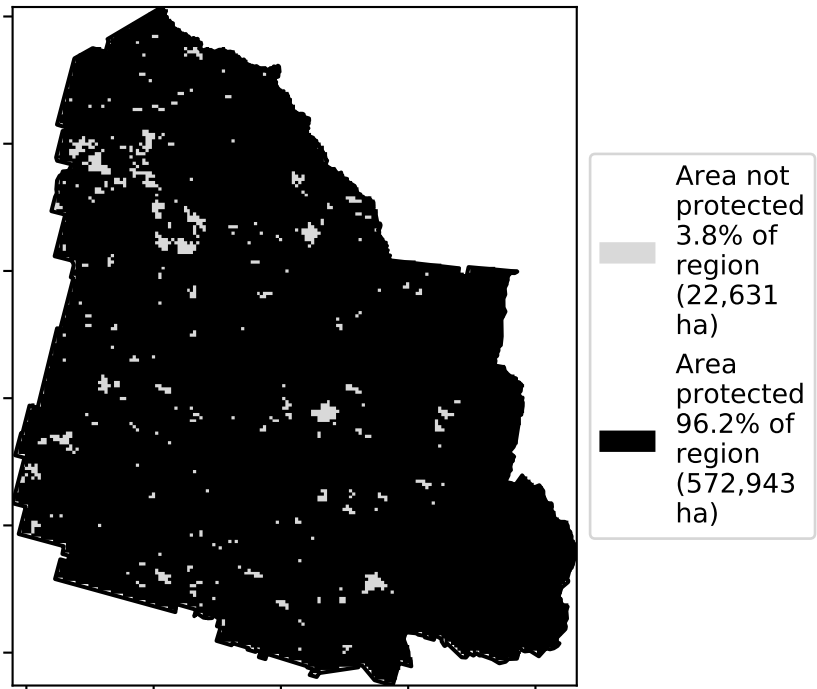 Area not
protected
3.8% of
region
(22,631
ha)
Area
protected
96.2% of
region
(572,943
ha)